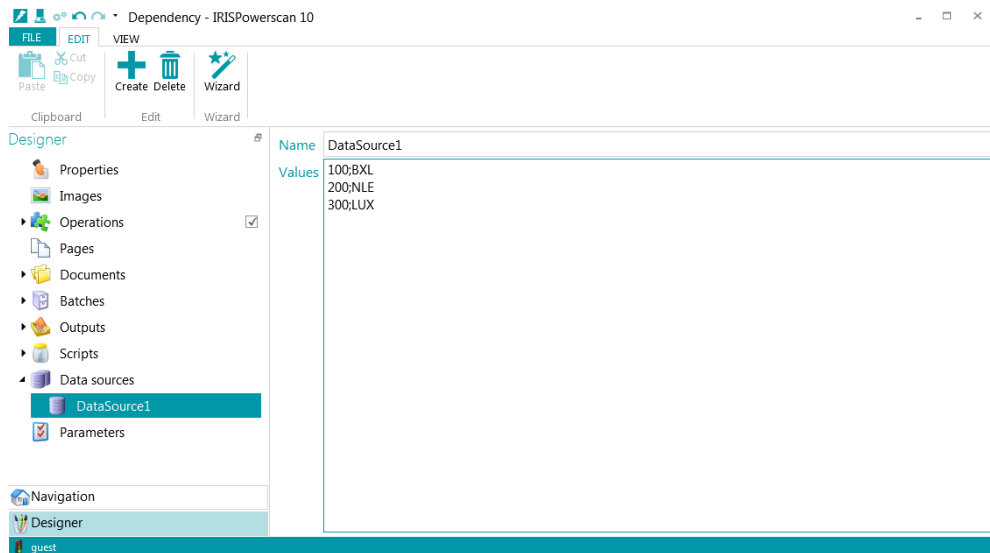 Dependency - IRISPowerscan 10
FILE EDIT VIEW
Paste
Cut
Copy
Create Delete
Wizard
Clipboard Edit Wizard
Designer
Properties
Images
Operations
Pages
Documents
Batches
Outputs
Scripts
Data sources
DataSource1
Parameters
Navigation
Designer
guest
Name DataSource1
Values 100;BXL
200;NLE
300;LUX